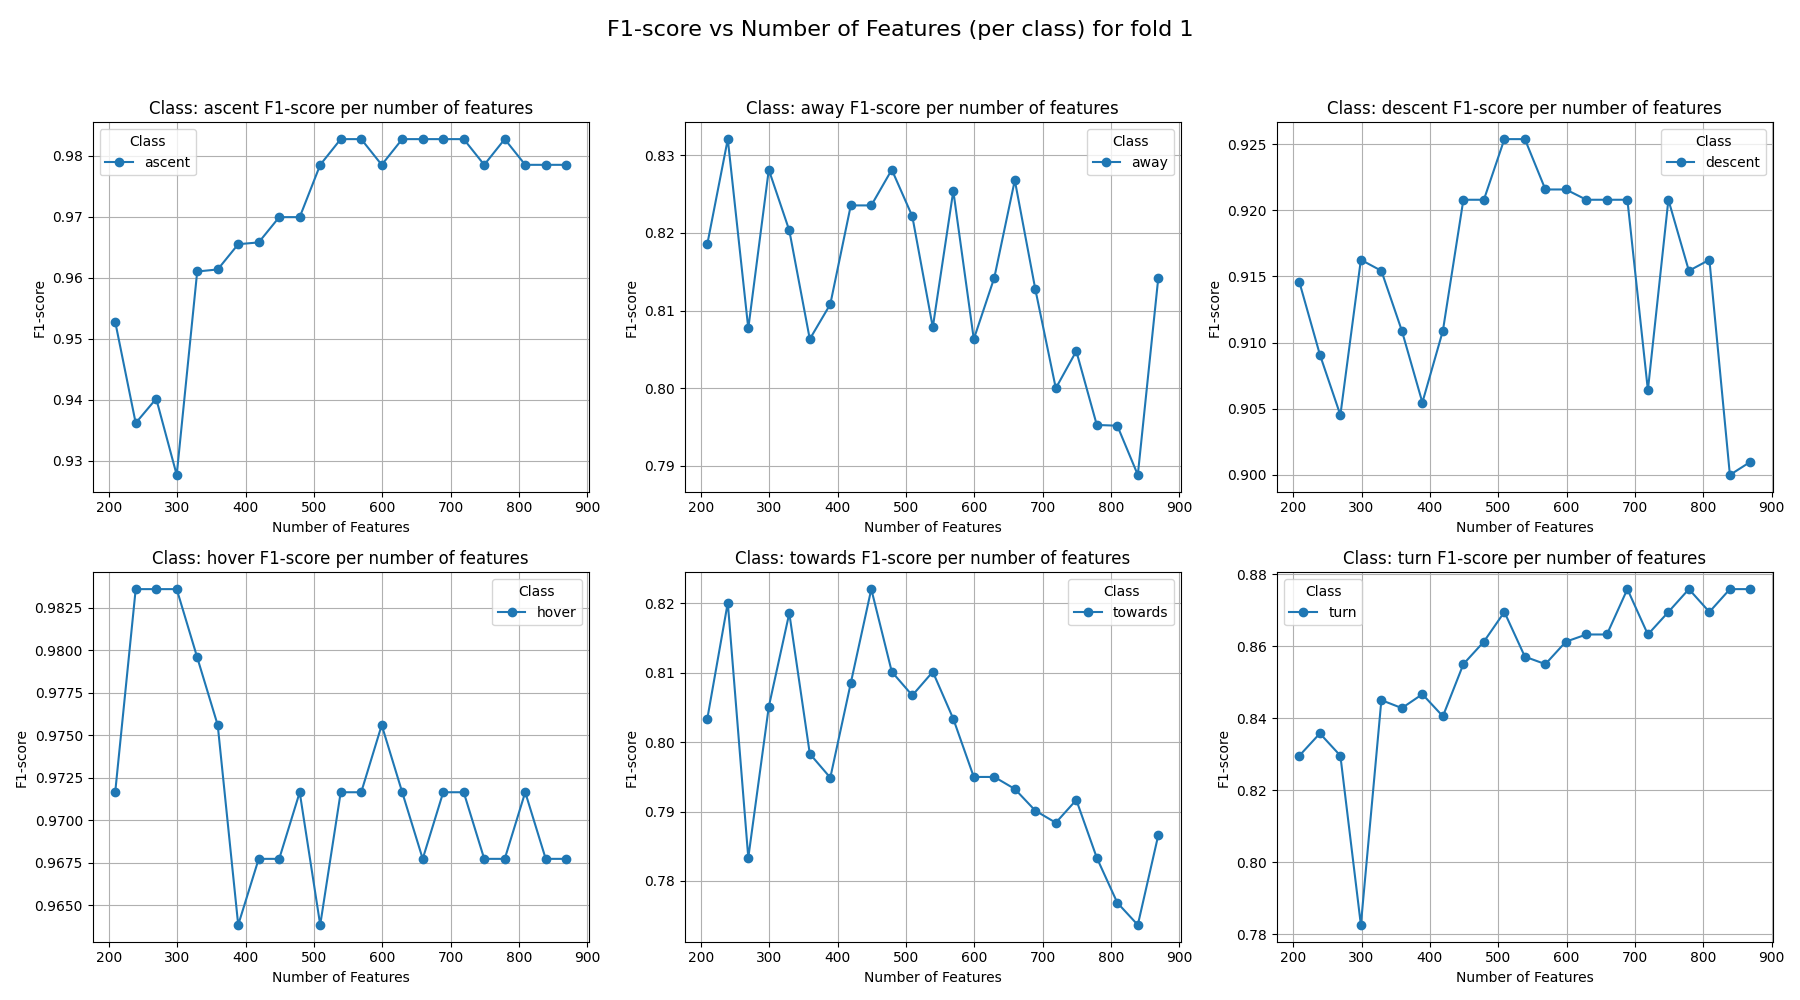 F1-score vs Number of Features (per class) for fold 1
Class: ascent F1-score per number of features
Class
ascent
F1-score
0.98
0.97
0.96
0.95
0.94
0.93
200 300 400 500 600 700 800 900
Number of Features
Class: away F1-score per number of features
Class
away
F1-score
0.83
0.82
0.81
0.80
0.79
200 300 400 500 600 700 800 900
Number of Features
Class: descent F1-score per number of features
Class
descent
F1-score
0.925
0.920
0.915
0.910
0.905
0.900
200 300 400 500 600 700 800 900
Number of Features
Class: hover F1-score per number of features
Class
hover
F1-score
0.9825
0.9800
0.9775
0.9750
0.9725
0.9700
0.9675
0.9650
200 300 400 500 600 700 800 900
Number of Features
Class: towards F1-score per number of features
Class
towards
F1-score
0.82
0.81
0.80
0.79
0.78
200 300 400 500 600 700 800 900
Number of Features
Class: turn F1-score per number of features
Class
turn
F1-score
0.88
0.86
0.84
0.82
0.80
0.78
200 300 400 500 600 700 800 900
Number of Features